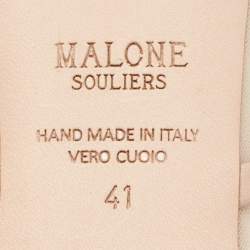 MALONE
SOULIERS
HAND MADE IN ITALY
VERO CUOIO
41